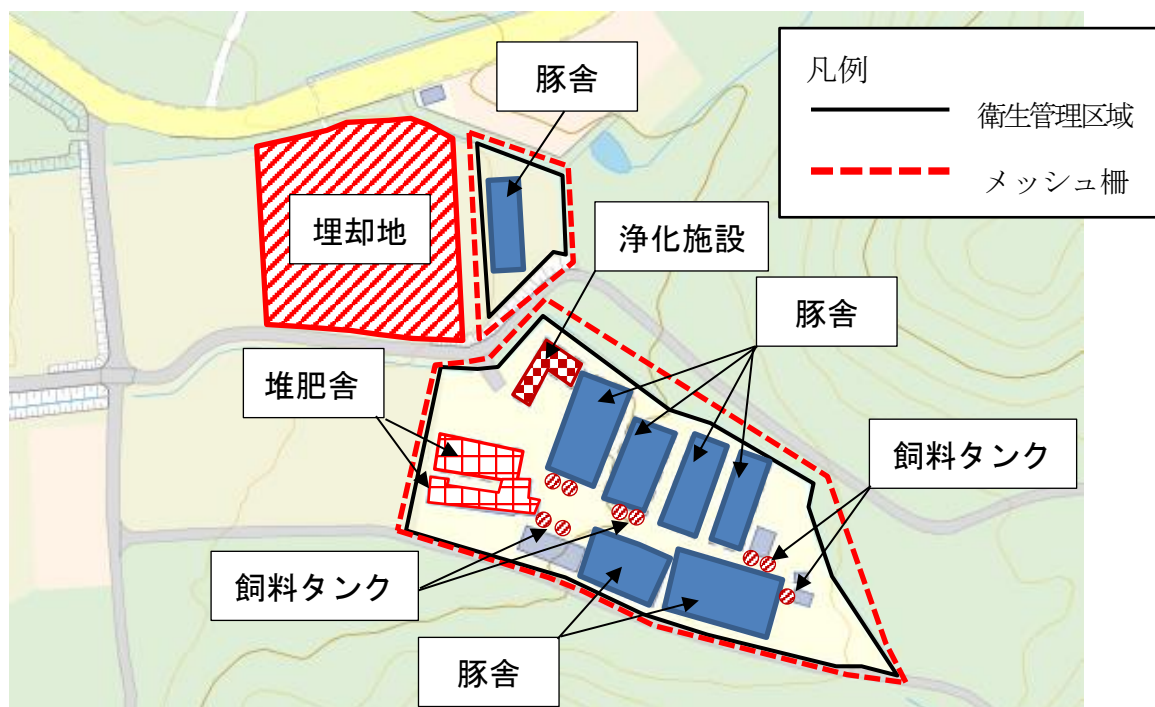 豚舎
凡例
衛生管理区域
メッシュ柵
埋却地
浄化施設
豚舎
堆肥舎
飼料タンク
飼料タンク
豚舎